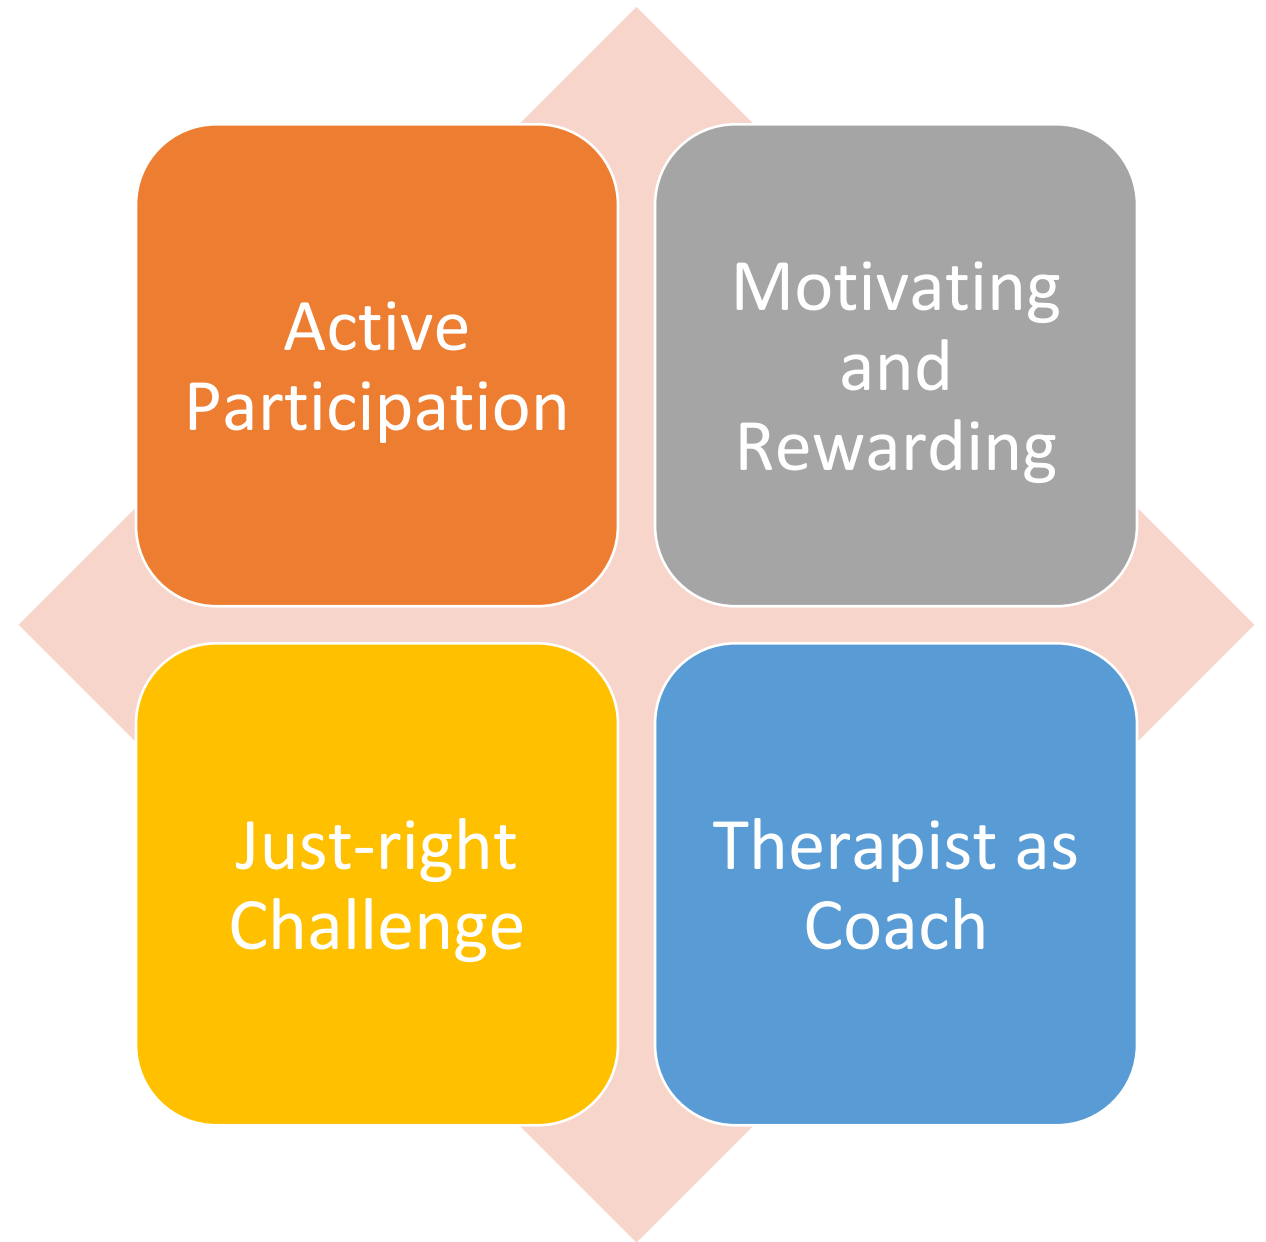 Active
Participation
Motivating
and
Rewarding
Just-right
Challenge
Therapist as
Coach